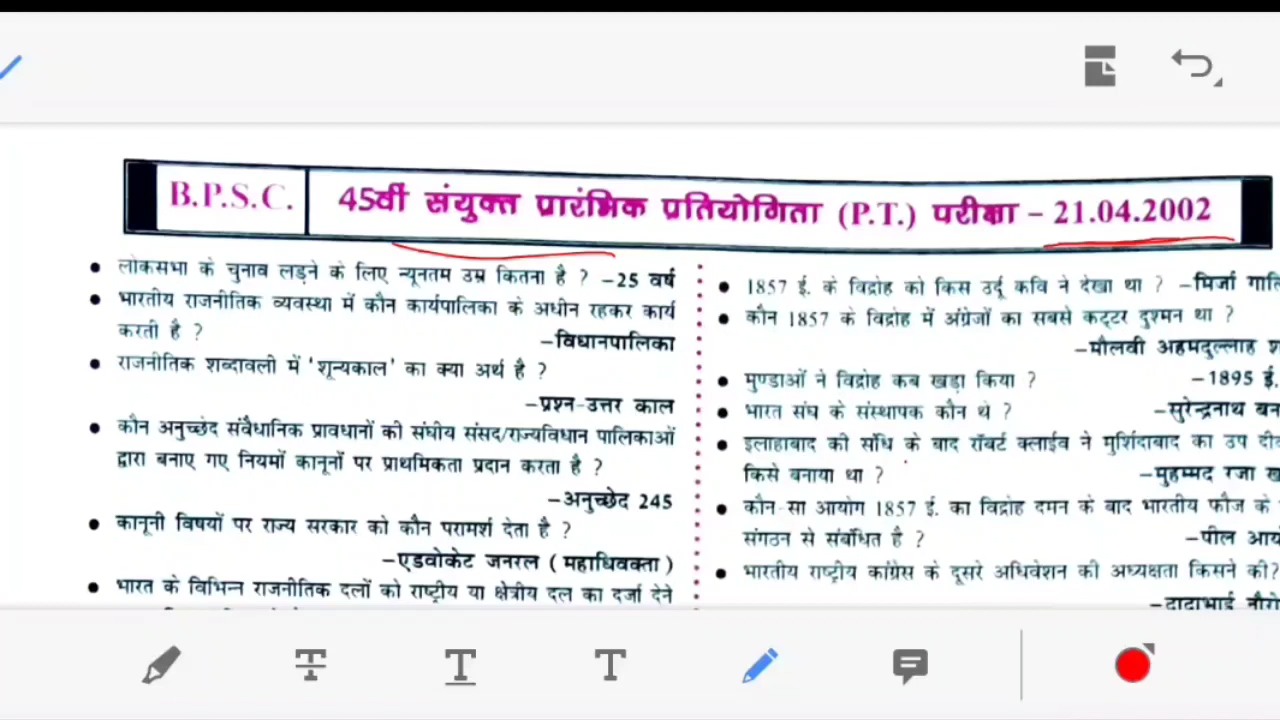 B.P.S.C. 45वीं संयुक्त प्रारंभिक प्रतियोगिता (P.T.) परीक्षा – 21.04.2002
• लोकसभा के चुनाव लड़ने के लिए न्यूनतम उम्र कितना है ? –25 वर्ष
• भारतीय राजनीतिक व्यवस्था में कौन कार्यपालिका के अधीन रहकर कार्य
करती है ? –विधानपालिका
• राजनीतिक शब्दावली में 'शून्यकाल' का क्या अर्थ है ?
–प्रश्न-उत्तर काल
• कौन अनुच्छेद संवैधानिक प्रावधानों की संघीय संसद/राज्यविधान पालिकाओं
द्वारा बनाए गए नियमों कानूनों पर प्राथमिकता प्रदान करता है ?
–अनुच्छेद 245
• कानूनी विषयों पर राज्य सरकार को कौन परामर्श देता है ?
–एडवोकेट जनरल (महाधिवक्ता)
• भारत के विभिन्न राजनीतिक दलों को राष्ट्रीय या क्षेत्रीय दल का दर्जा देने
• 1857 ई. के विद्रोह को किस उर्दू कवि ने देखा था ? –मिर्जा
• कौन 1857 के विद्रोह में अंग्रेजों का सबसे कट्टर दुश्मन था ?
–मौलवी अहमदुल्लाह
• मुण्डाओं ने विद्रोह कब खड़ा किया ? –1895 ई.
• भारत संघ के संस्थापक कौन थे ? –सुरेन्द्रनाथ
• इलाहाबाद की संधि के बाद रॉबर्ट क्लाईव ने मुर्शिदाबाद का उप
किसे बनाया था ? –मुहम्मद रजा
• कौन-सा आयोग 1857 ई. का विद्रोह दमन के बाद भारतीय फौज के
संगठन से संबंधित है ? –पील
• भारतीय राष्ट्रीय कांग्रेस के दूसरे अधिवेशन की अध्यक्षता किसने की?
–दादाभाई
T T T